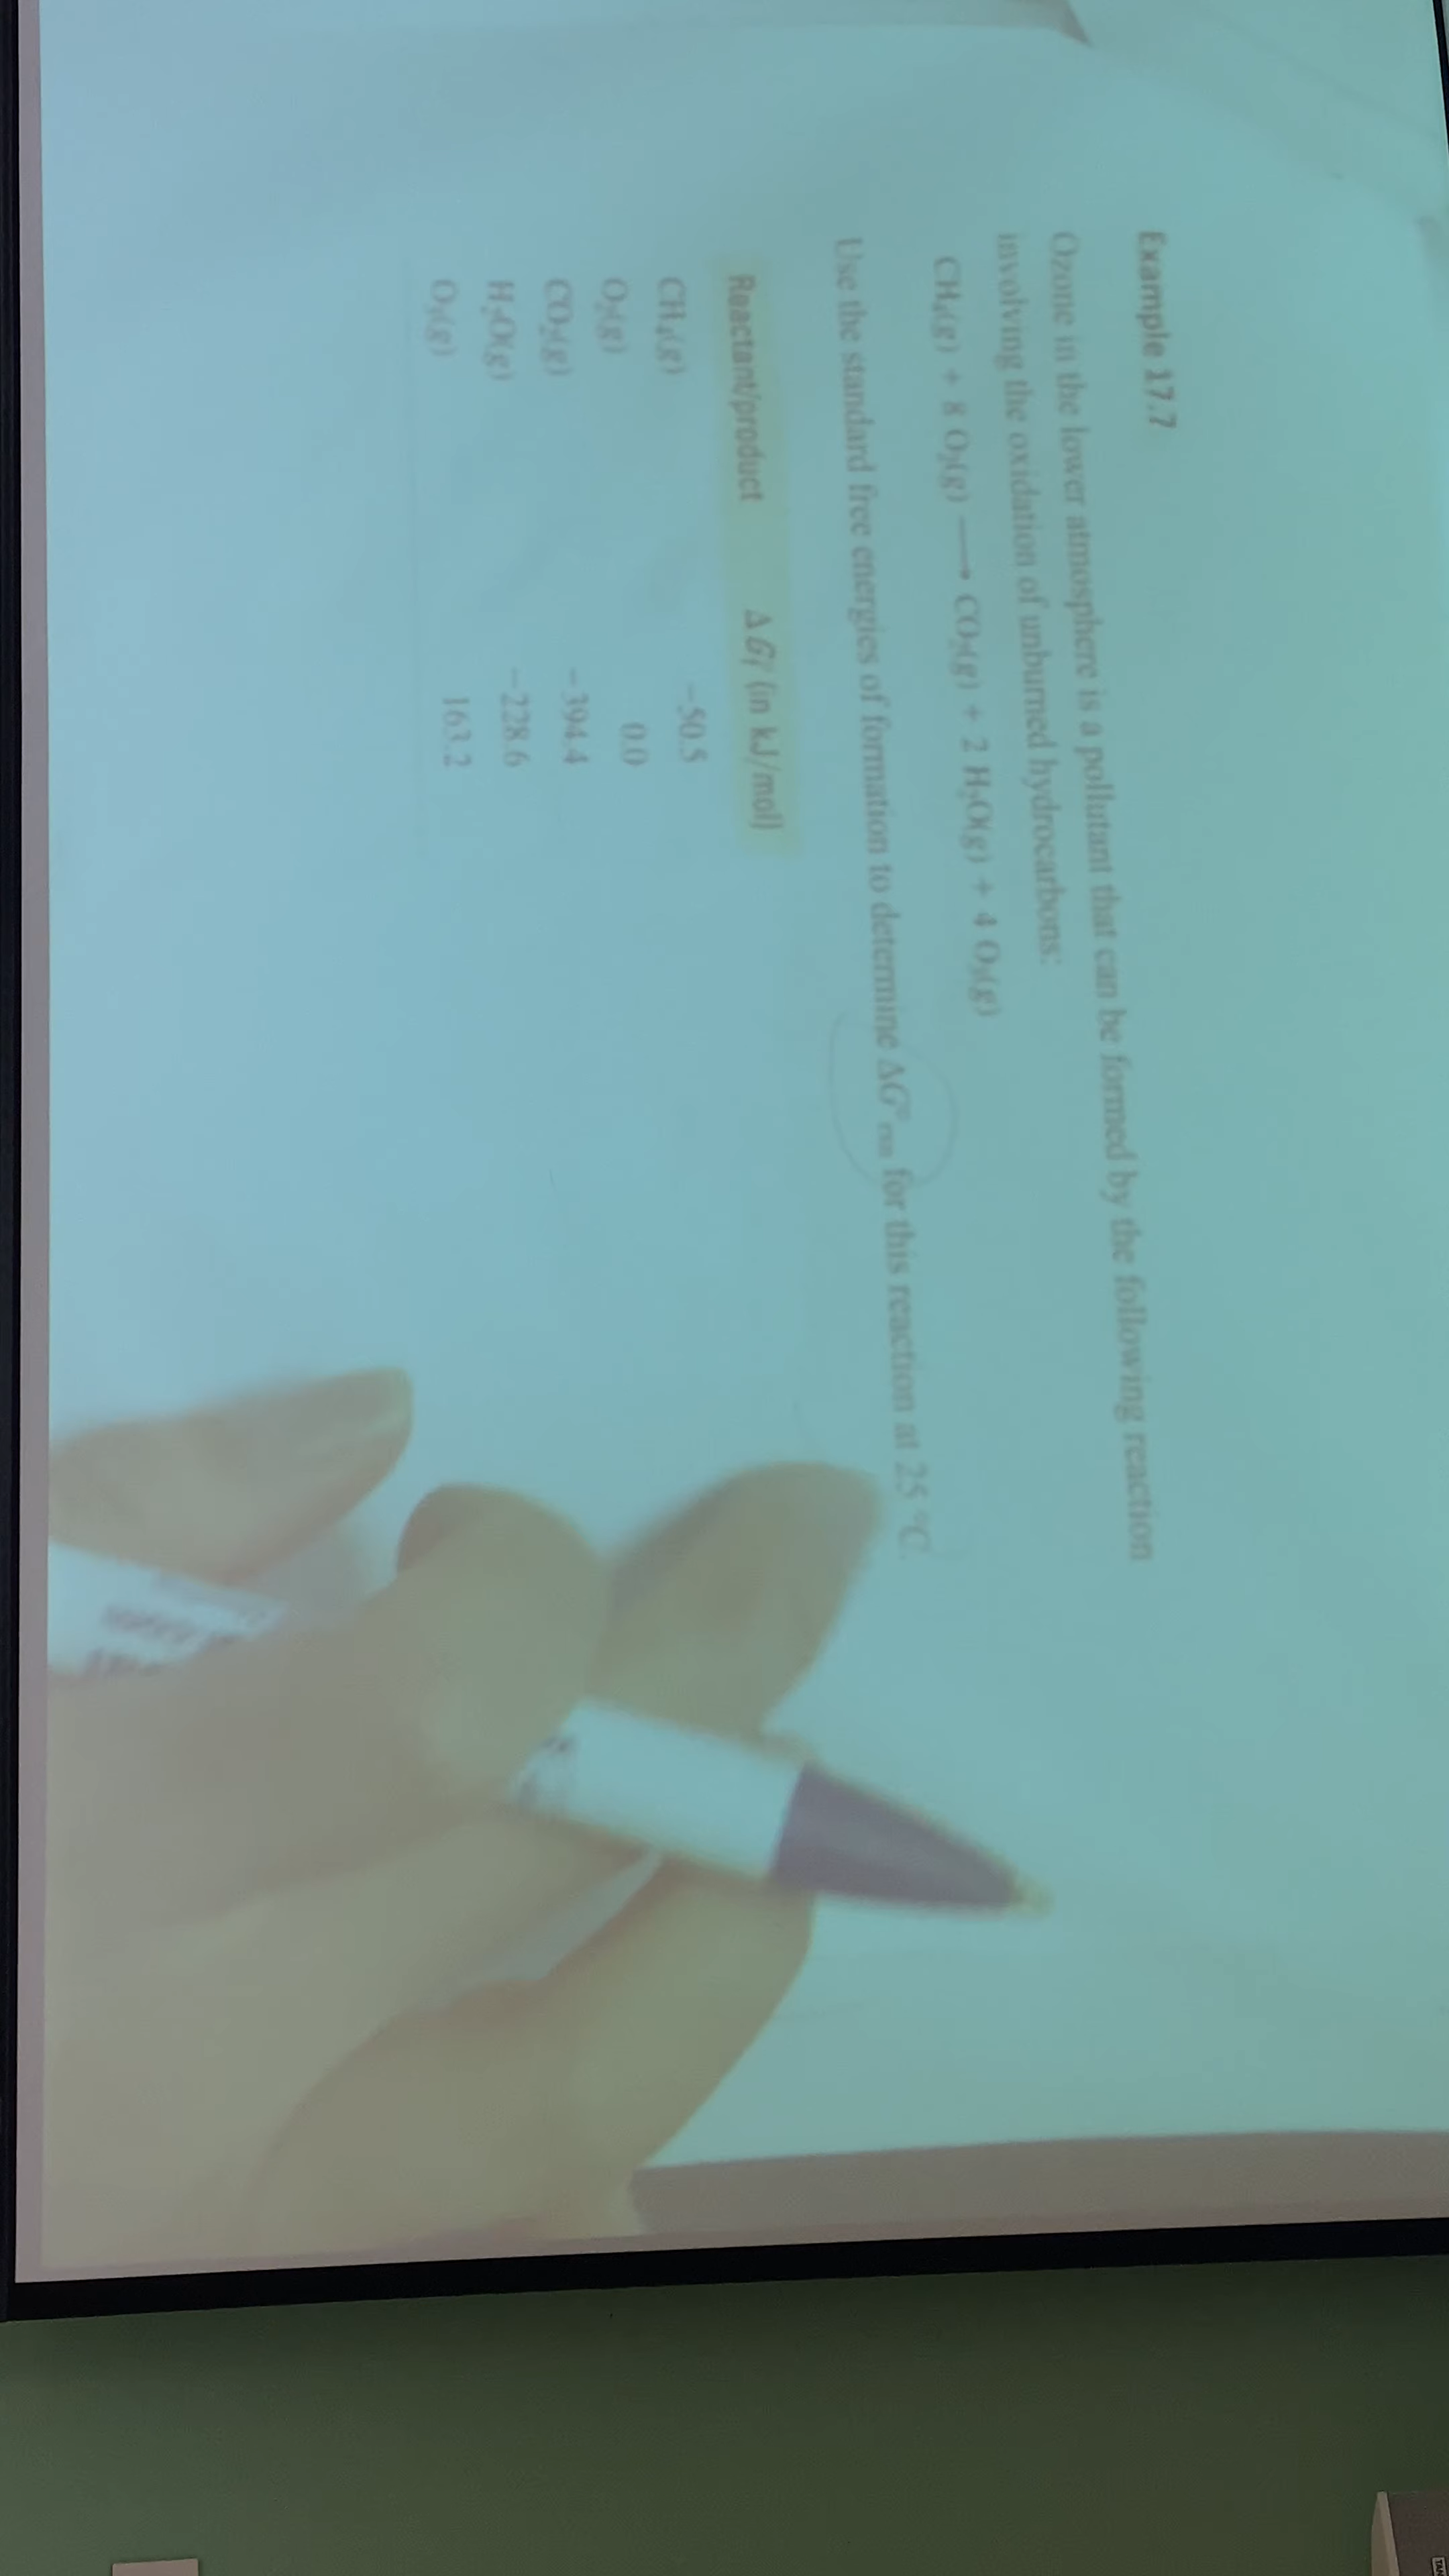 Example 17.7
Ozone in the lower atmosphere is a pollutant that can be formed by the following reaction
involving the oxidation of unburned hydrocarbons:
CH₄(g) + 8 O₂(g) ⟶ CO₂(g) + 2 H₂O(g) + 4 O₃(g)
Use the standard free energies of formation to determine ΔG°rxn for this reaction at 25 °C.
Reactant/product ΔG°f (in kJ/mol)
CH₄(g) −50.5
O₂(g) 0.0
CO₂(g) −394.4
H₂O(g) −228.6
O₃(g) 163.2